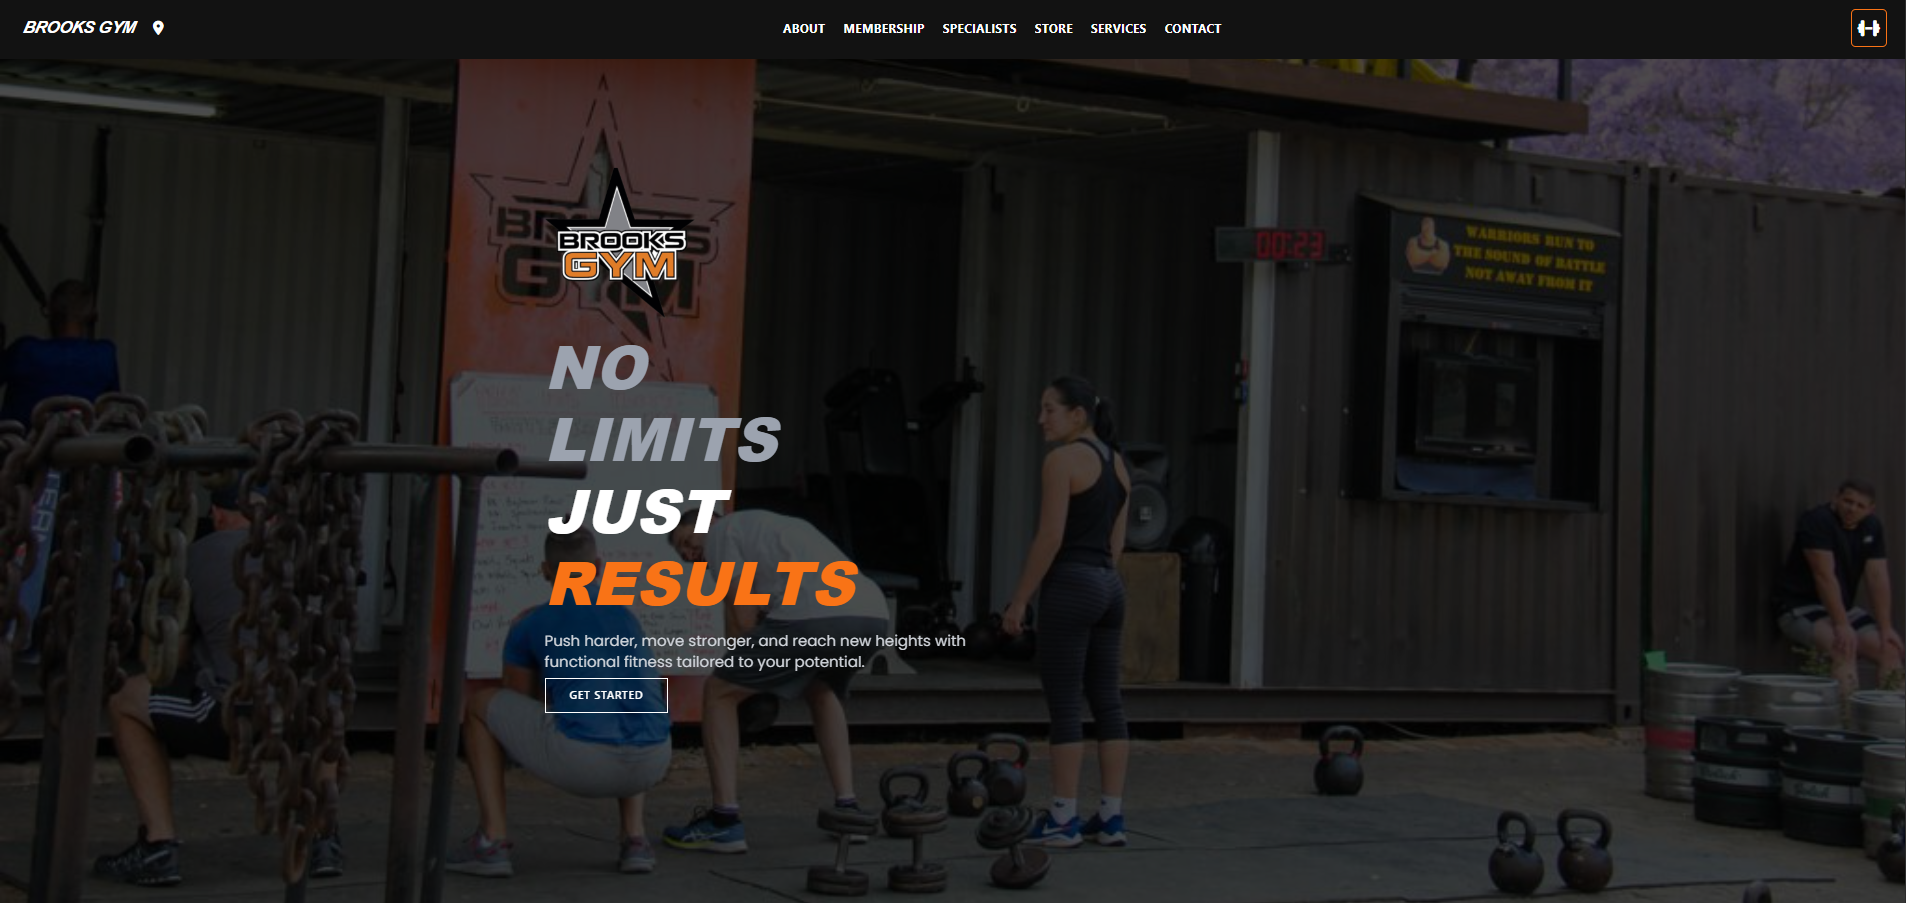 BROOKS GYM
ABOUT MEMBERSHIP SPECIALISTS STORE SERVICES CONTACT
BROOKS
GYM
BROOKS
GYM
00:23
WARRIORS RUN TO
THE SOUND OF BATTLE
NOT AWAY FROM IT
NO
LIMITS
JUST
RESULTS
Push harder, move stronger, and reach new heights with
functional fitness tailored to your potential.
GET STARTED